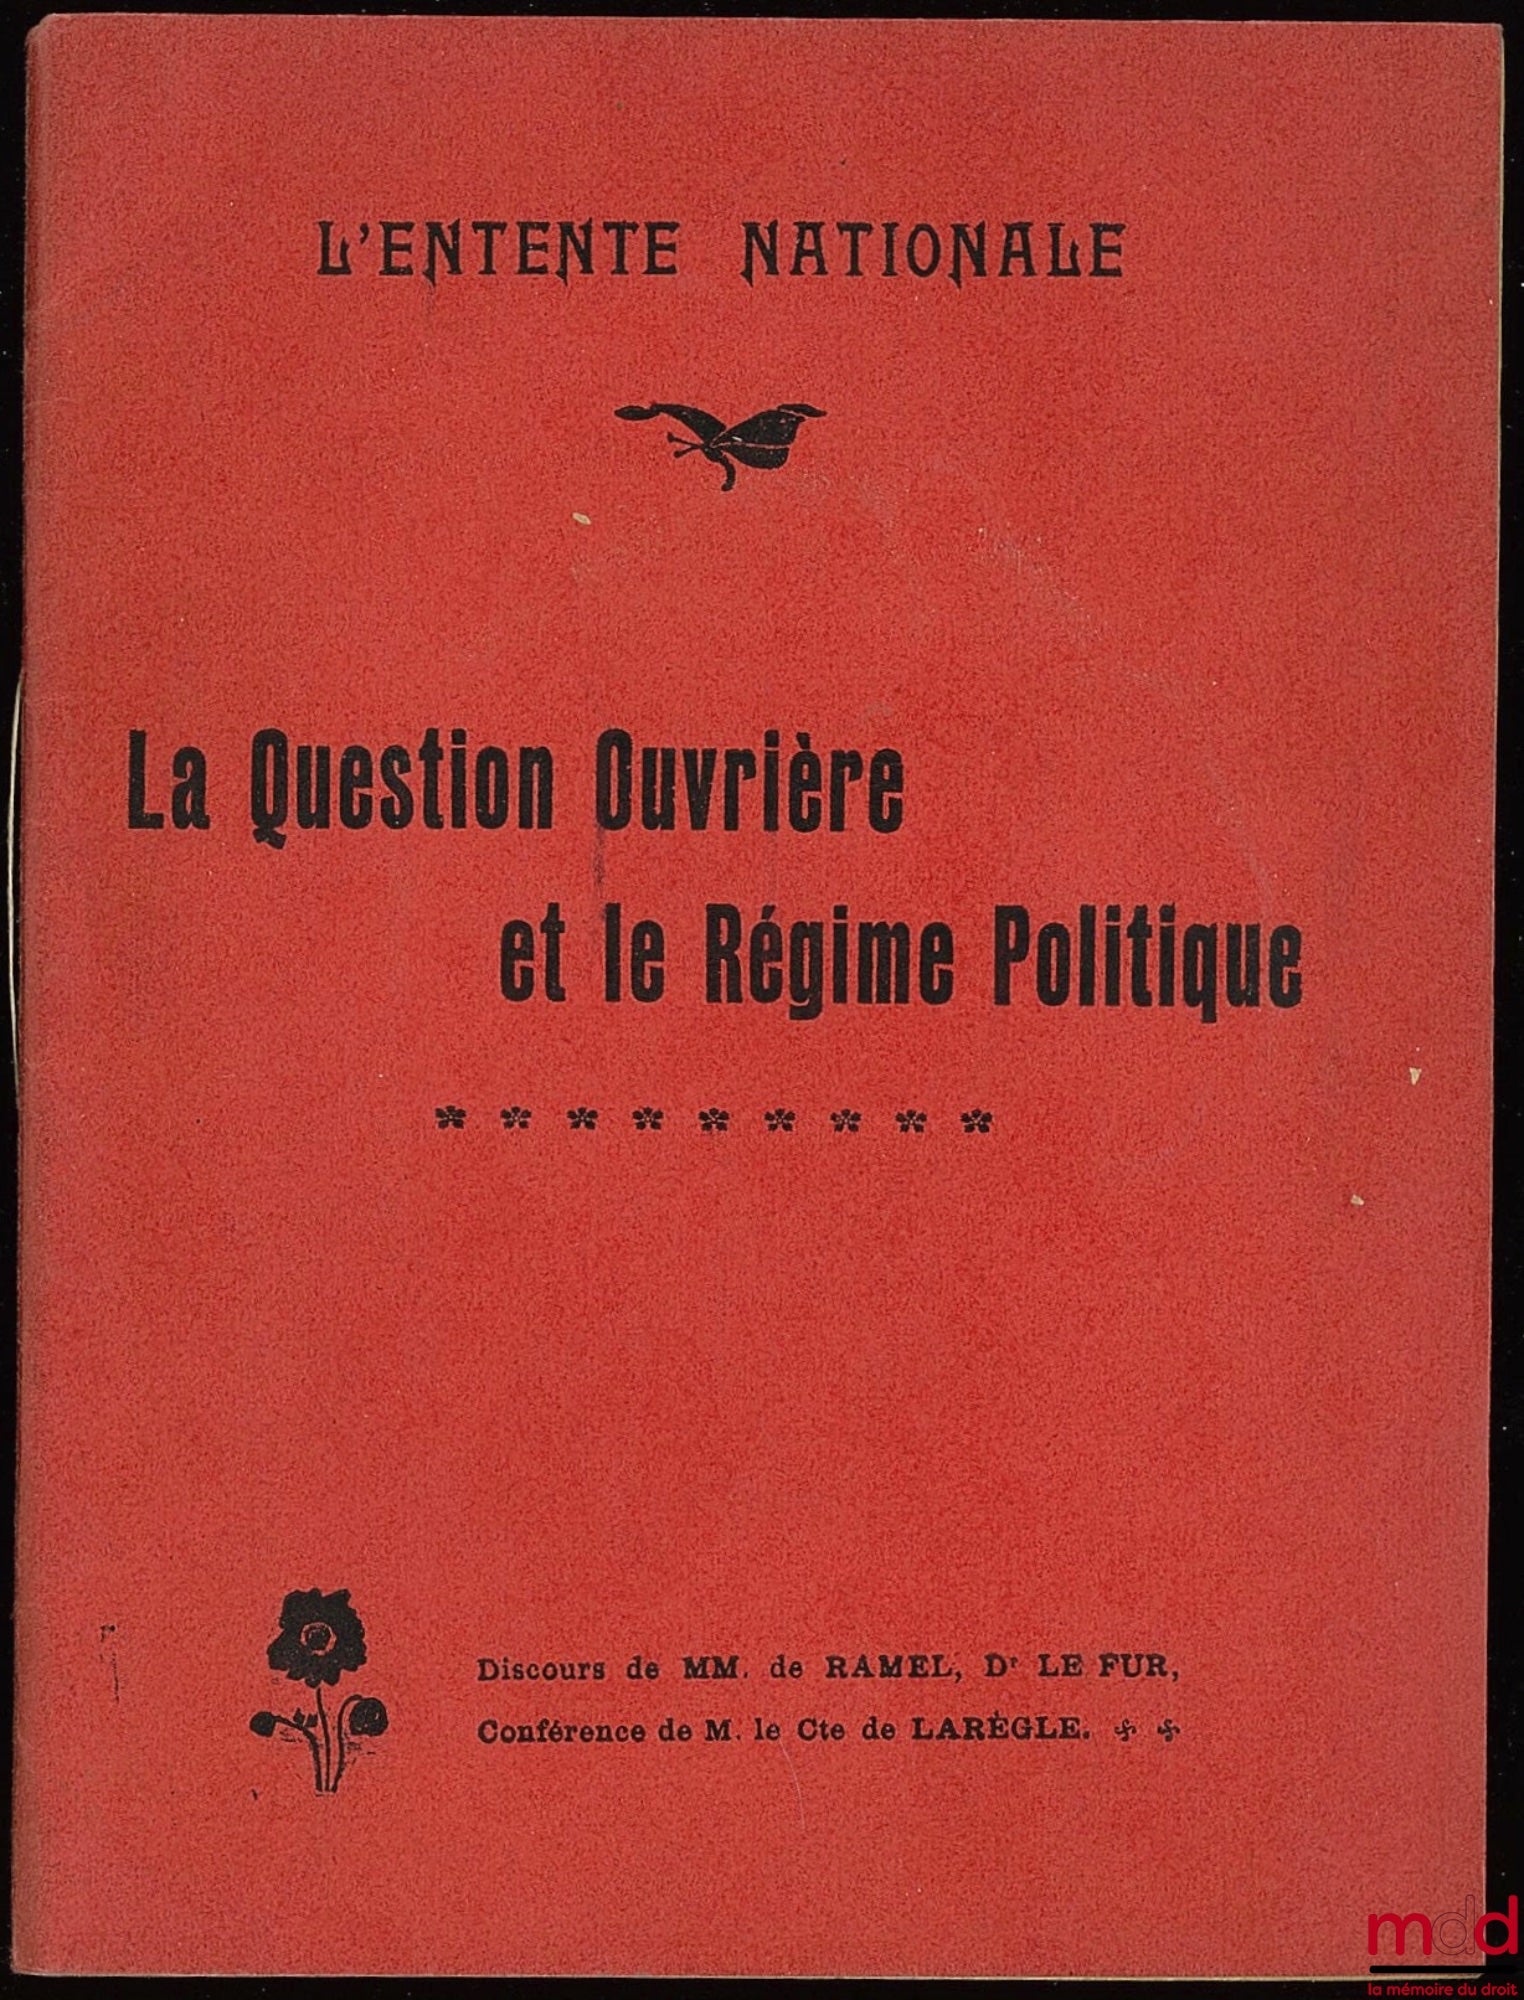 L'ENTENTE NATIONALE
La Question Ouvrière
et le Régime Politique
Discours de MM. de RAMEL, Dr LE FUR,
Conférence de M. le Cte de LARÈGLE.
mdd
la mémoire du droit